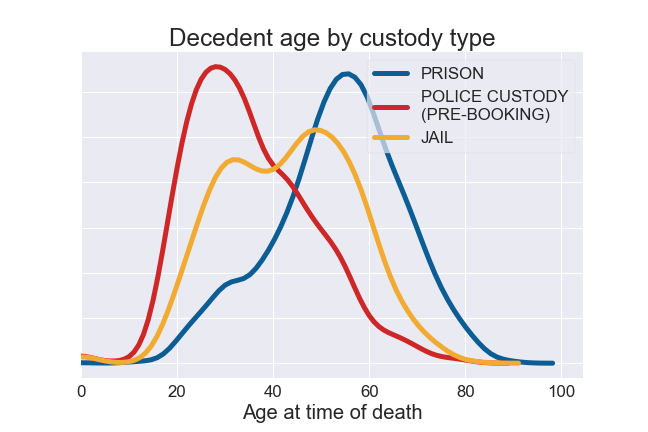 Decedent age by custody type
PRISON
POLICE CUSTODY
(PRE-BOOKING)
JAIL
0 20 40 60 80 100
Age at time of death